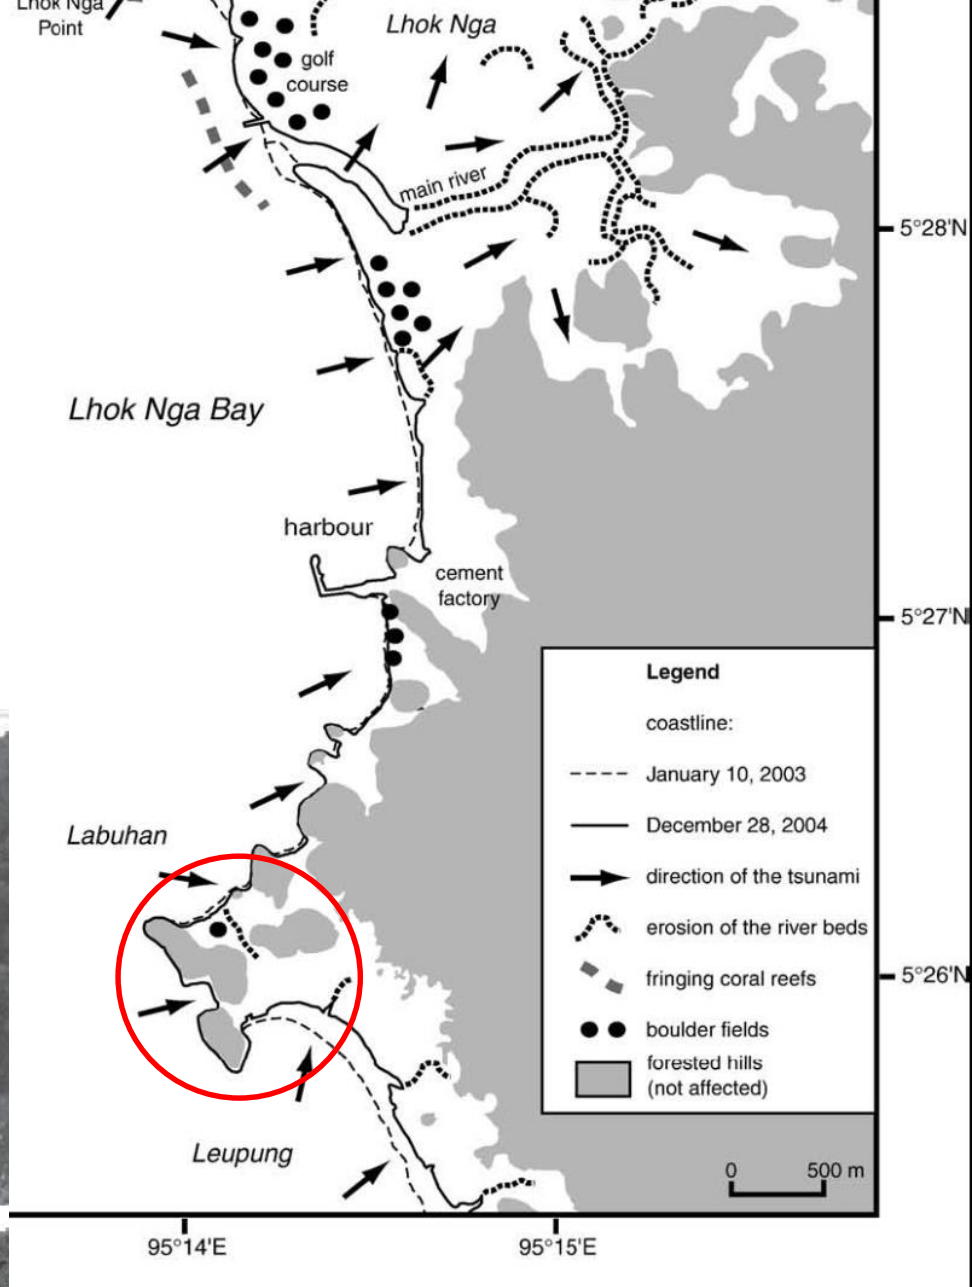 Lhok Nga
Point
Lhok Nga
golf
course
main river
5°28'N
Lhok Nga Bay
harbour
cement
factory
5°27'N
Legend
coastline:
January 10, 2003
December 28, 2004
Labuhan
direction of the tsunami
erosion of the river beds
5°26'N
fringing coral reefs
boulder fields
forested hills
(not affected)
Leupung
0 500 m
95°14'E
95°15'E